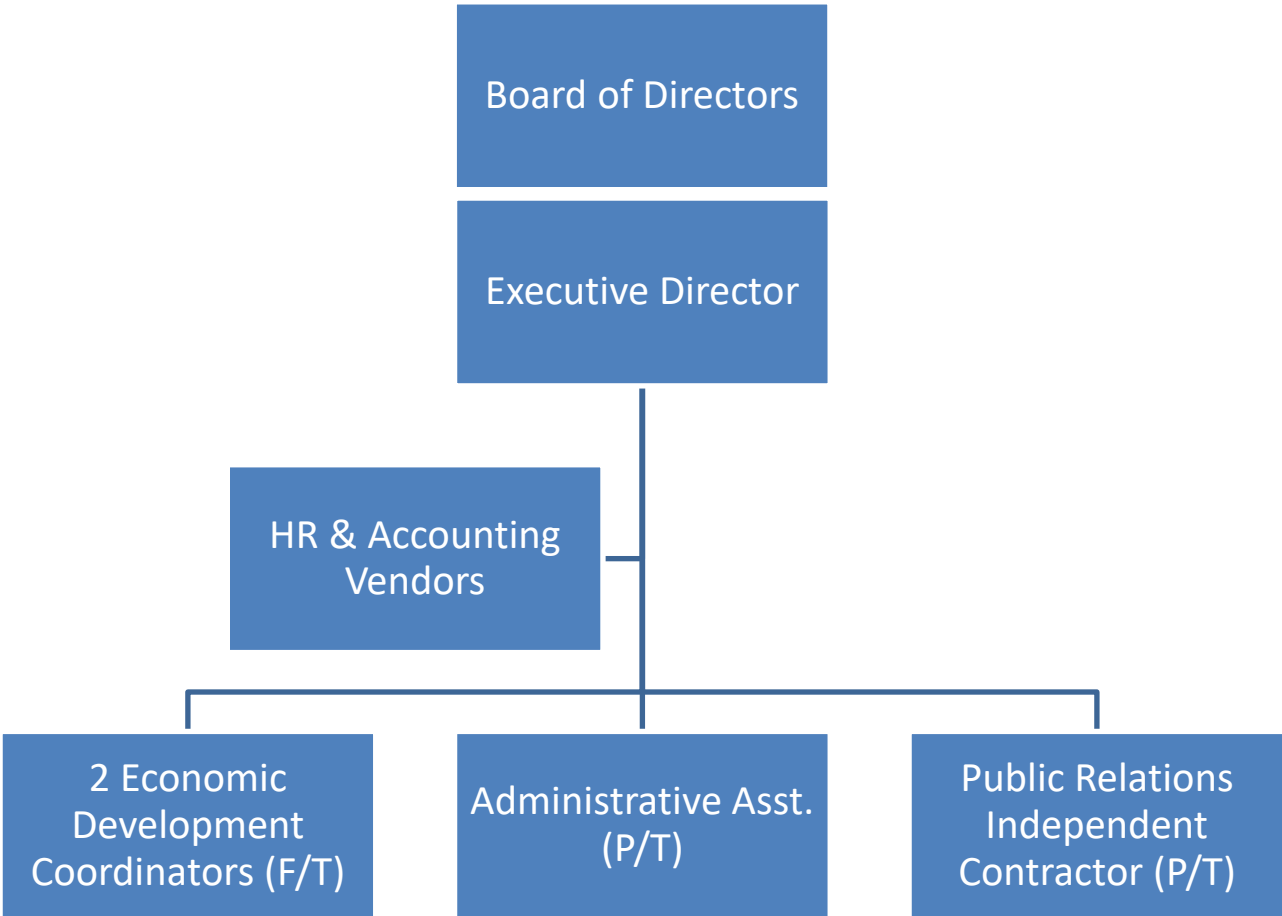 Board of Directors
Executive Director
HR & Accounting
Vendors
2 Economic
Development
Coordinators (F/T)
Administrative Asst.
(P/T)
Public Relations
Independent
Contractor (P/T)